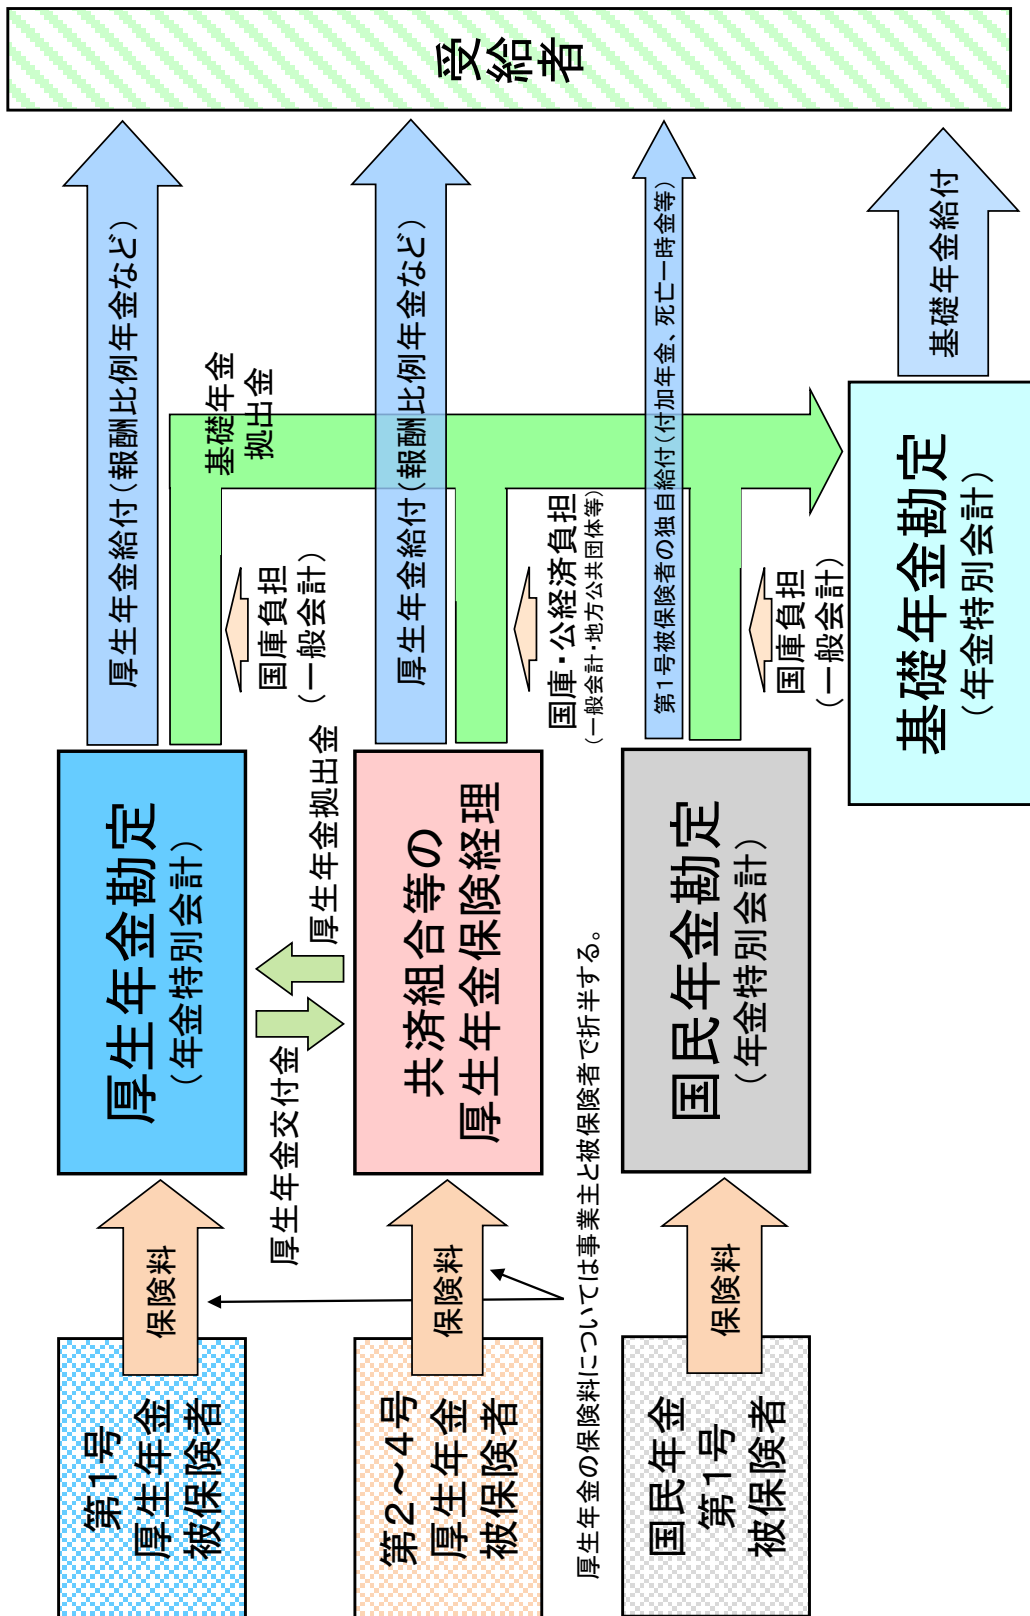 第1号
厚生年金
被保険者
保険料
厚生年金勘定
(年金特別会計)
厚生年金給付(報酬比例年金など)
基礎年金
拠出金
国庫負担
(一般会計)
厚生年金交付金
厚生年金拠出金
第2~4号
厚生年金
被保険者
保険料
共済組合等の
厚生年金保険経理
厚生年金給付(報酬比例年金など)
国庫・公経済負担
(一般会計・地方公共団体等)
厚生年金の保険料については事業主と被保険者で折半する。
国民年金
第1号
被保険者
保険料
国民年金勘定
(年金特別会計)
第1号被保険者の独自給付(付加年金、死亡一時金等)
国庫負担
(一般会計)
基礎年金勘定
(年金特別会計)
基礎年金給付
受給者